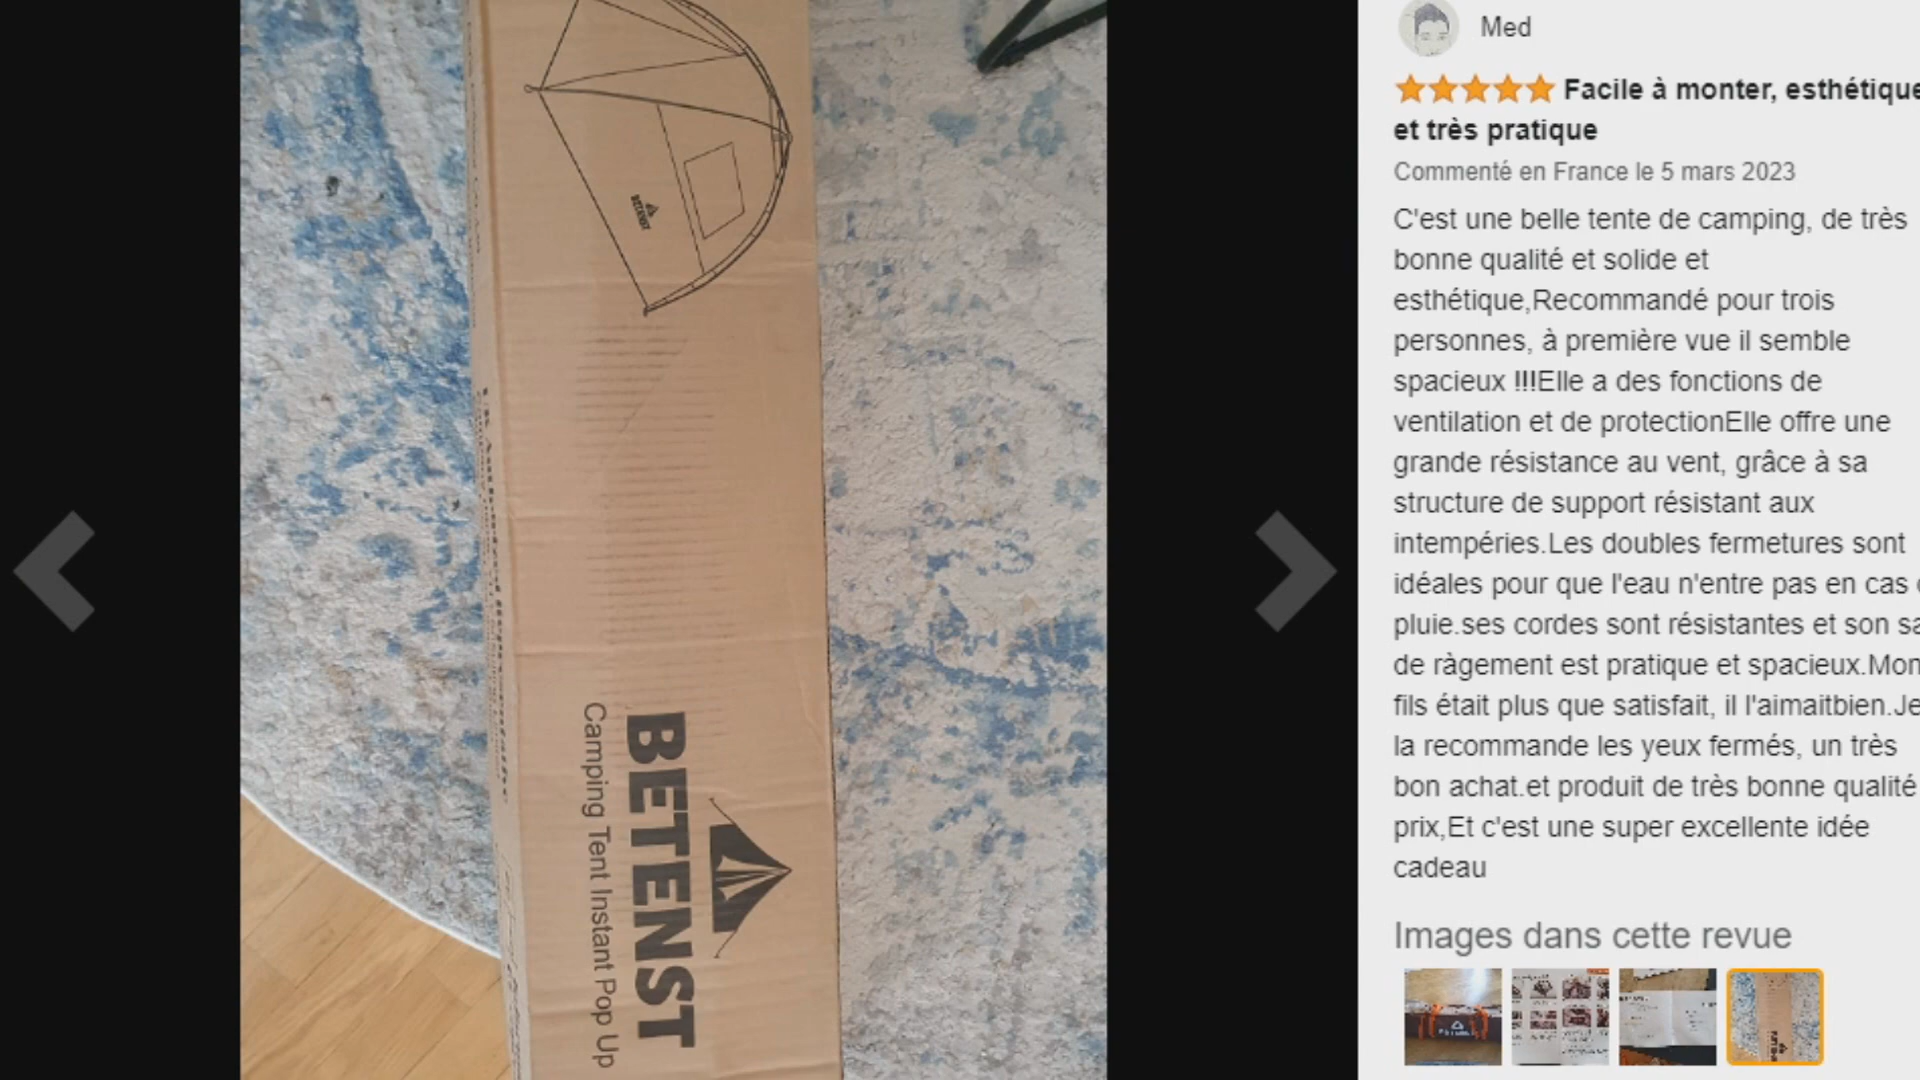 BETENST
BETENST
Camping Tent Instant Pop Up
Med
Facile à monter, esthétique
et très pratique
Commenté en France le 5 mars 2023
C'est une belle tente de camping, de très
bonne qualité et solide et
esthétique,Recommandé pour trois
personnes, à première vue il semble
spacieux !!!Elle a des fonctions de
ventilation et de protectionElle offre une
grande résistance au vent, grâce à sa
structure de support résistant aux
intempéries.Les doubles fermetures sont
idéales pour que l'eau n'entre pas en cas
pluie.ses cordes sont résistantes et son sa
de ràgement est pratique et spacieux.Mon
fils était plus que satisfait, il l'aimaitbien.Je
la recommande les yeux fermés, un très
bon achat.et produit de très bonne qualité
prix,Et c'est une super excellente idée
cadeau
Images dans cette revue